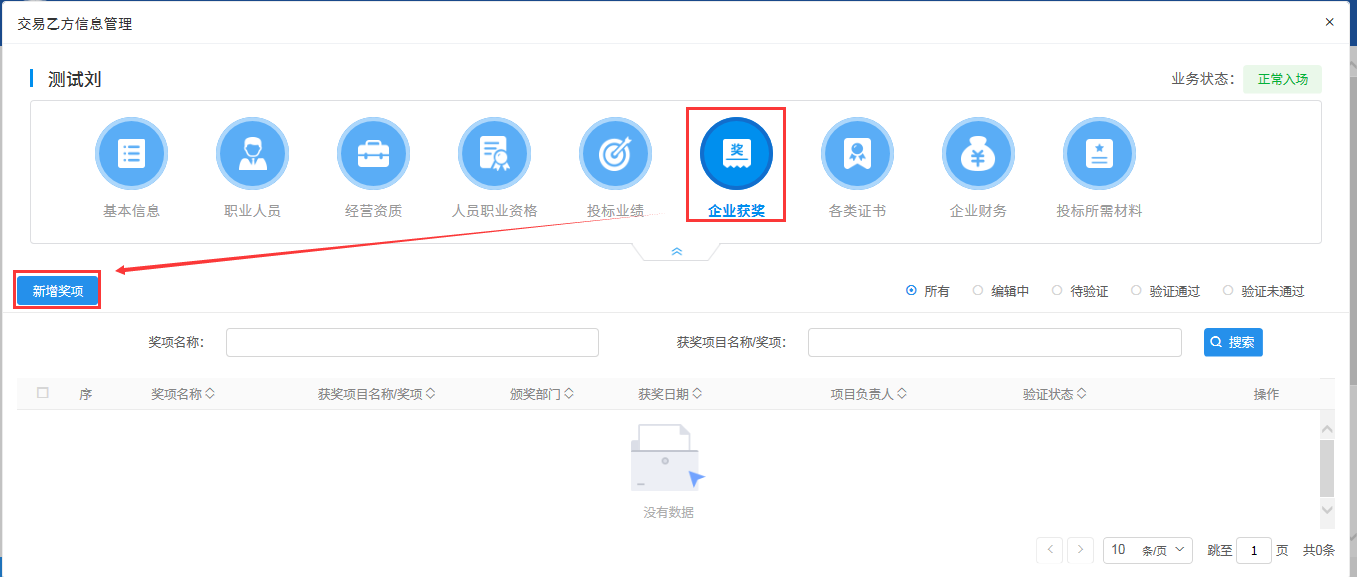 交易乙方信息管理
测试刘
业务状态： 正常入场
奖
基本信息 职业人员 经营资质 人员职业资格 投标业绩 企业获奖 各类证书 企业财务 投标所需材料
新增奖项 所有 编辑中 待验证 验证通过 验证未通过
奖项名称： 获奖项目名称/奖项： 搜索
序 奖项名称 获奖项目名称/奖项 颁奖部门 获奖日期 项目负责人 验证状态 操作
没有数据
10 条/页 跳至 1 页 共0条